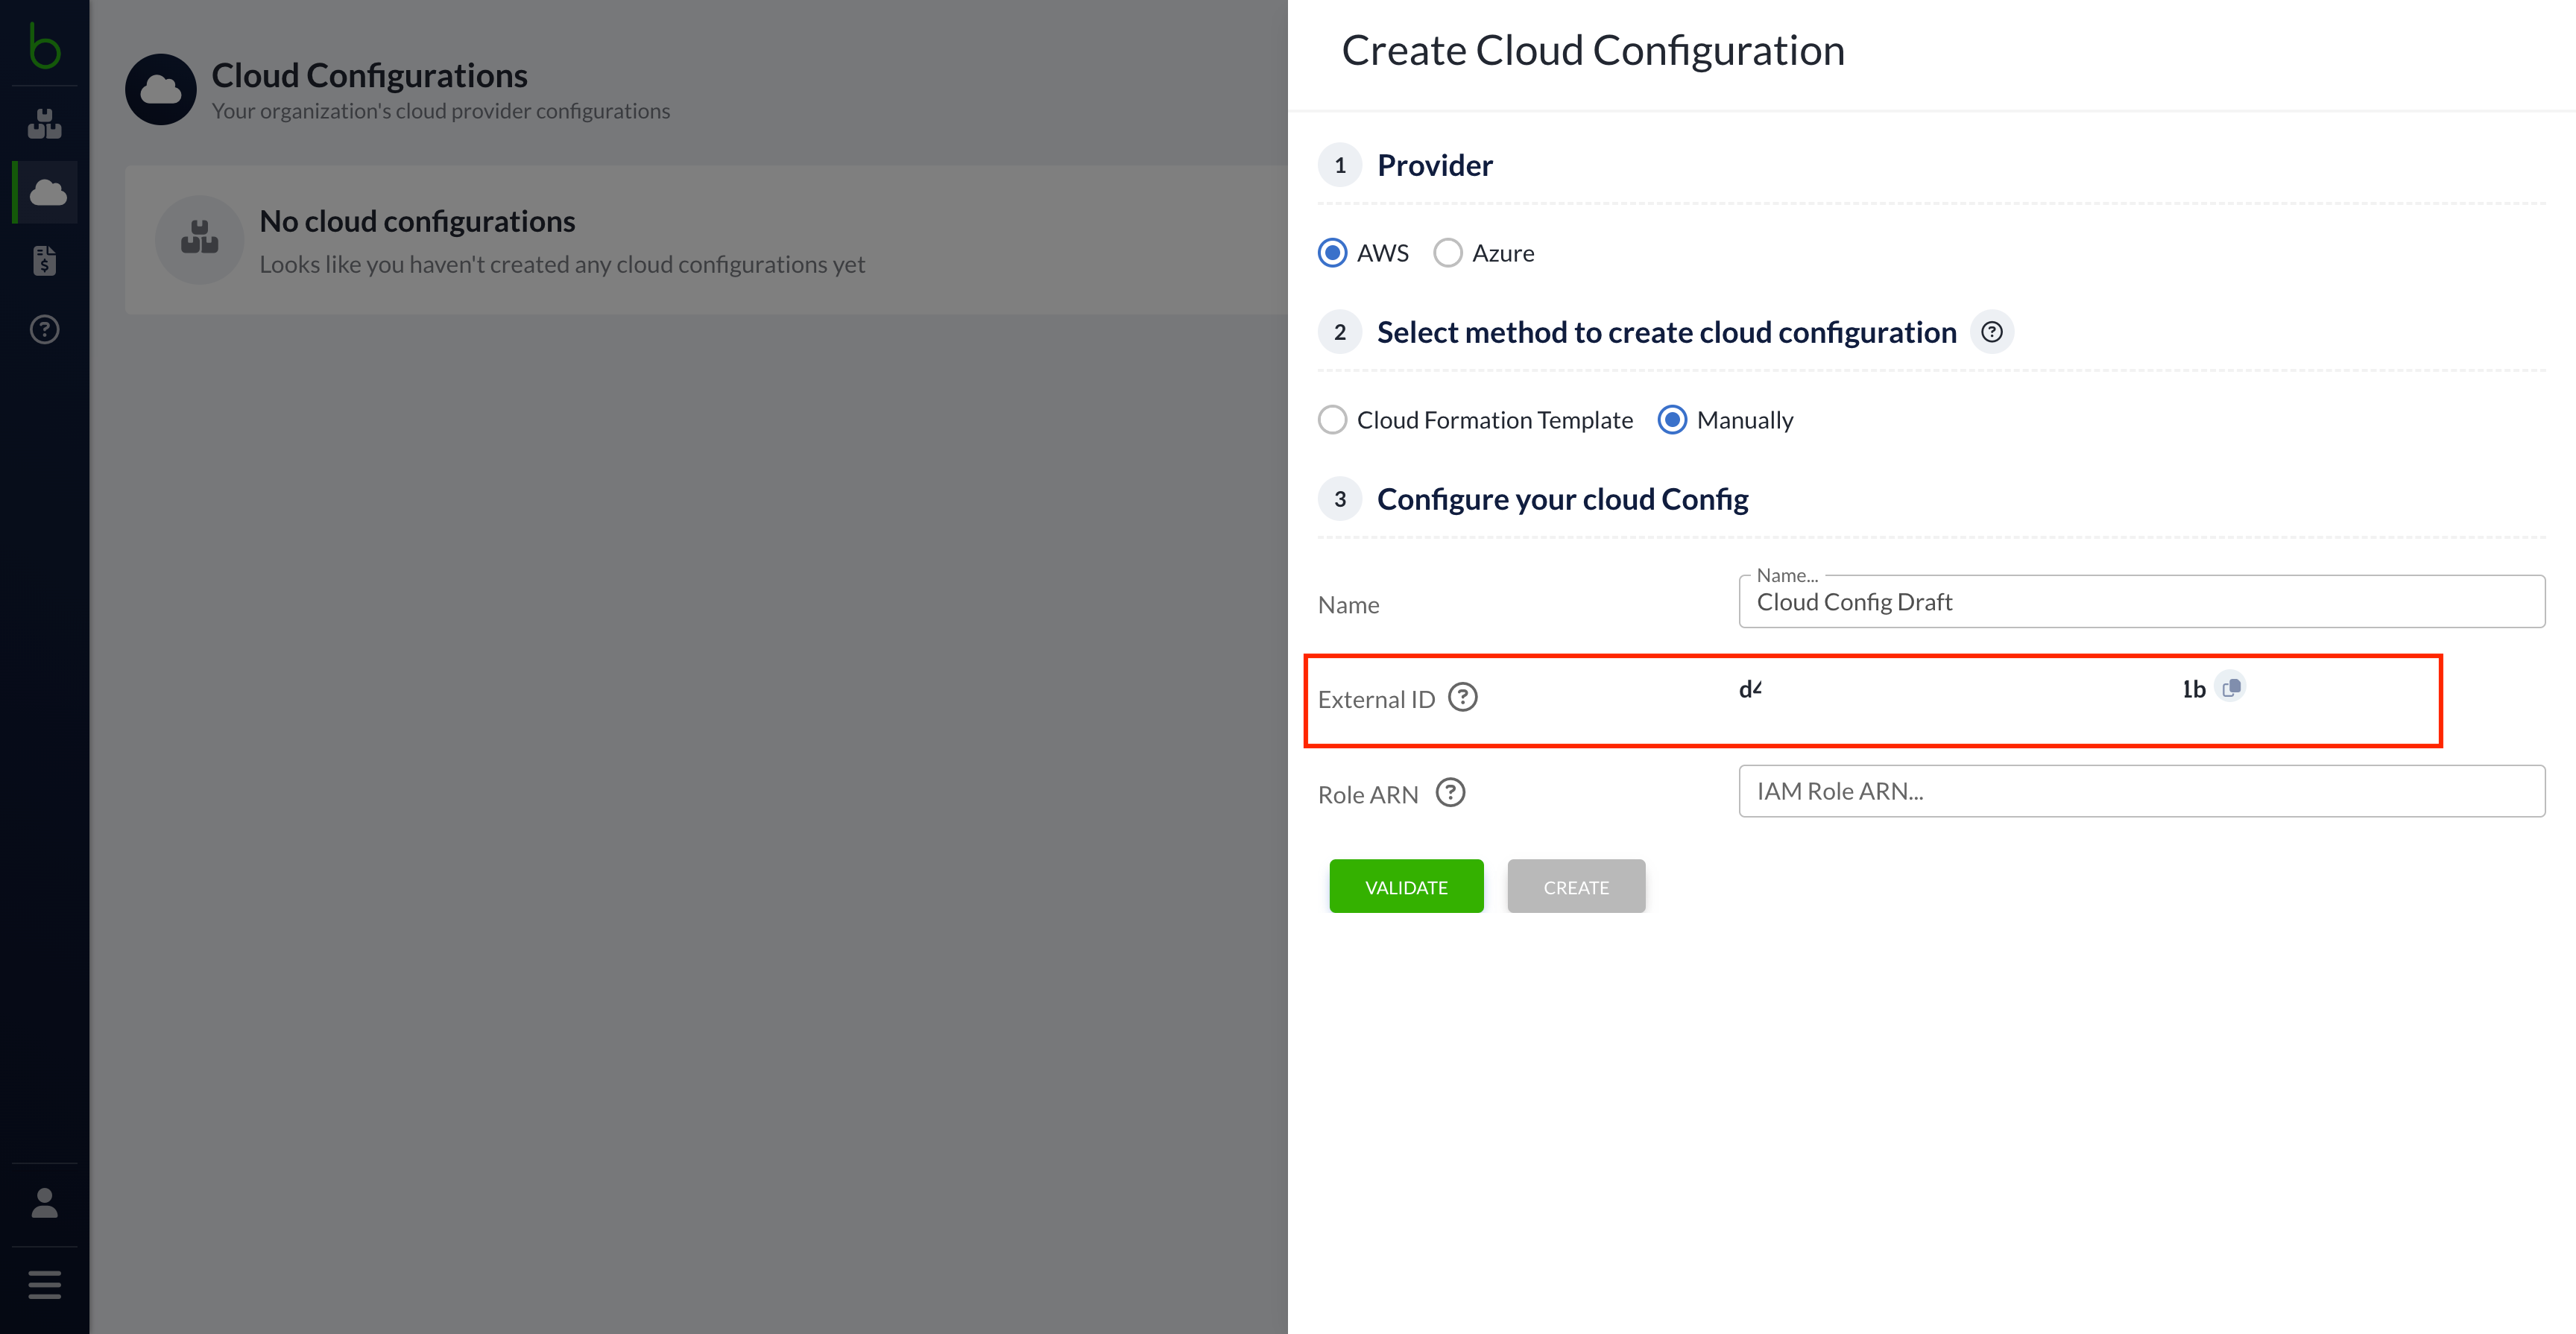 b
Cloud Configurations
Your organization's cloud provider configurations
No cloud configurations
Looks like you haven't created any cloud configurations yet
Create Cloud Configuration
1 Provider
AWS Azure
2 Select method to create cloud configuration ?
Cloud Formation Template Manually
3 Configure your cloud Config
Name...
Name Cloud Config Draft
External ID ? d4 1b
Role ARN ? IAM Role ARN...
VALIDATE CREATE